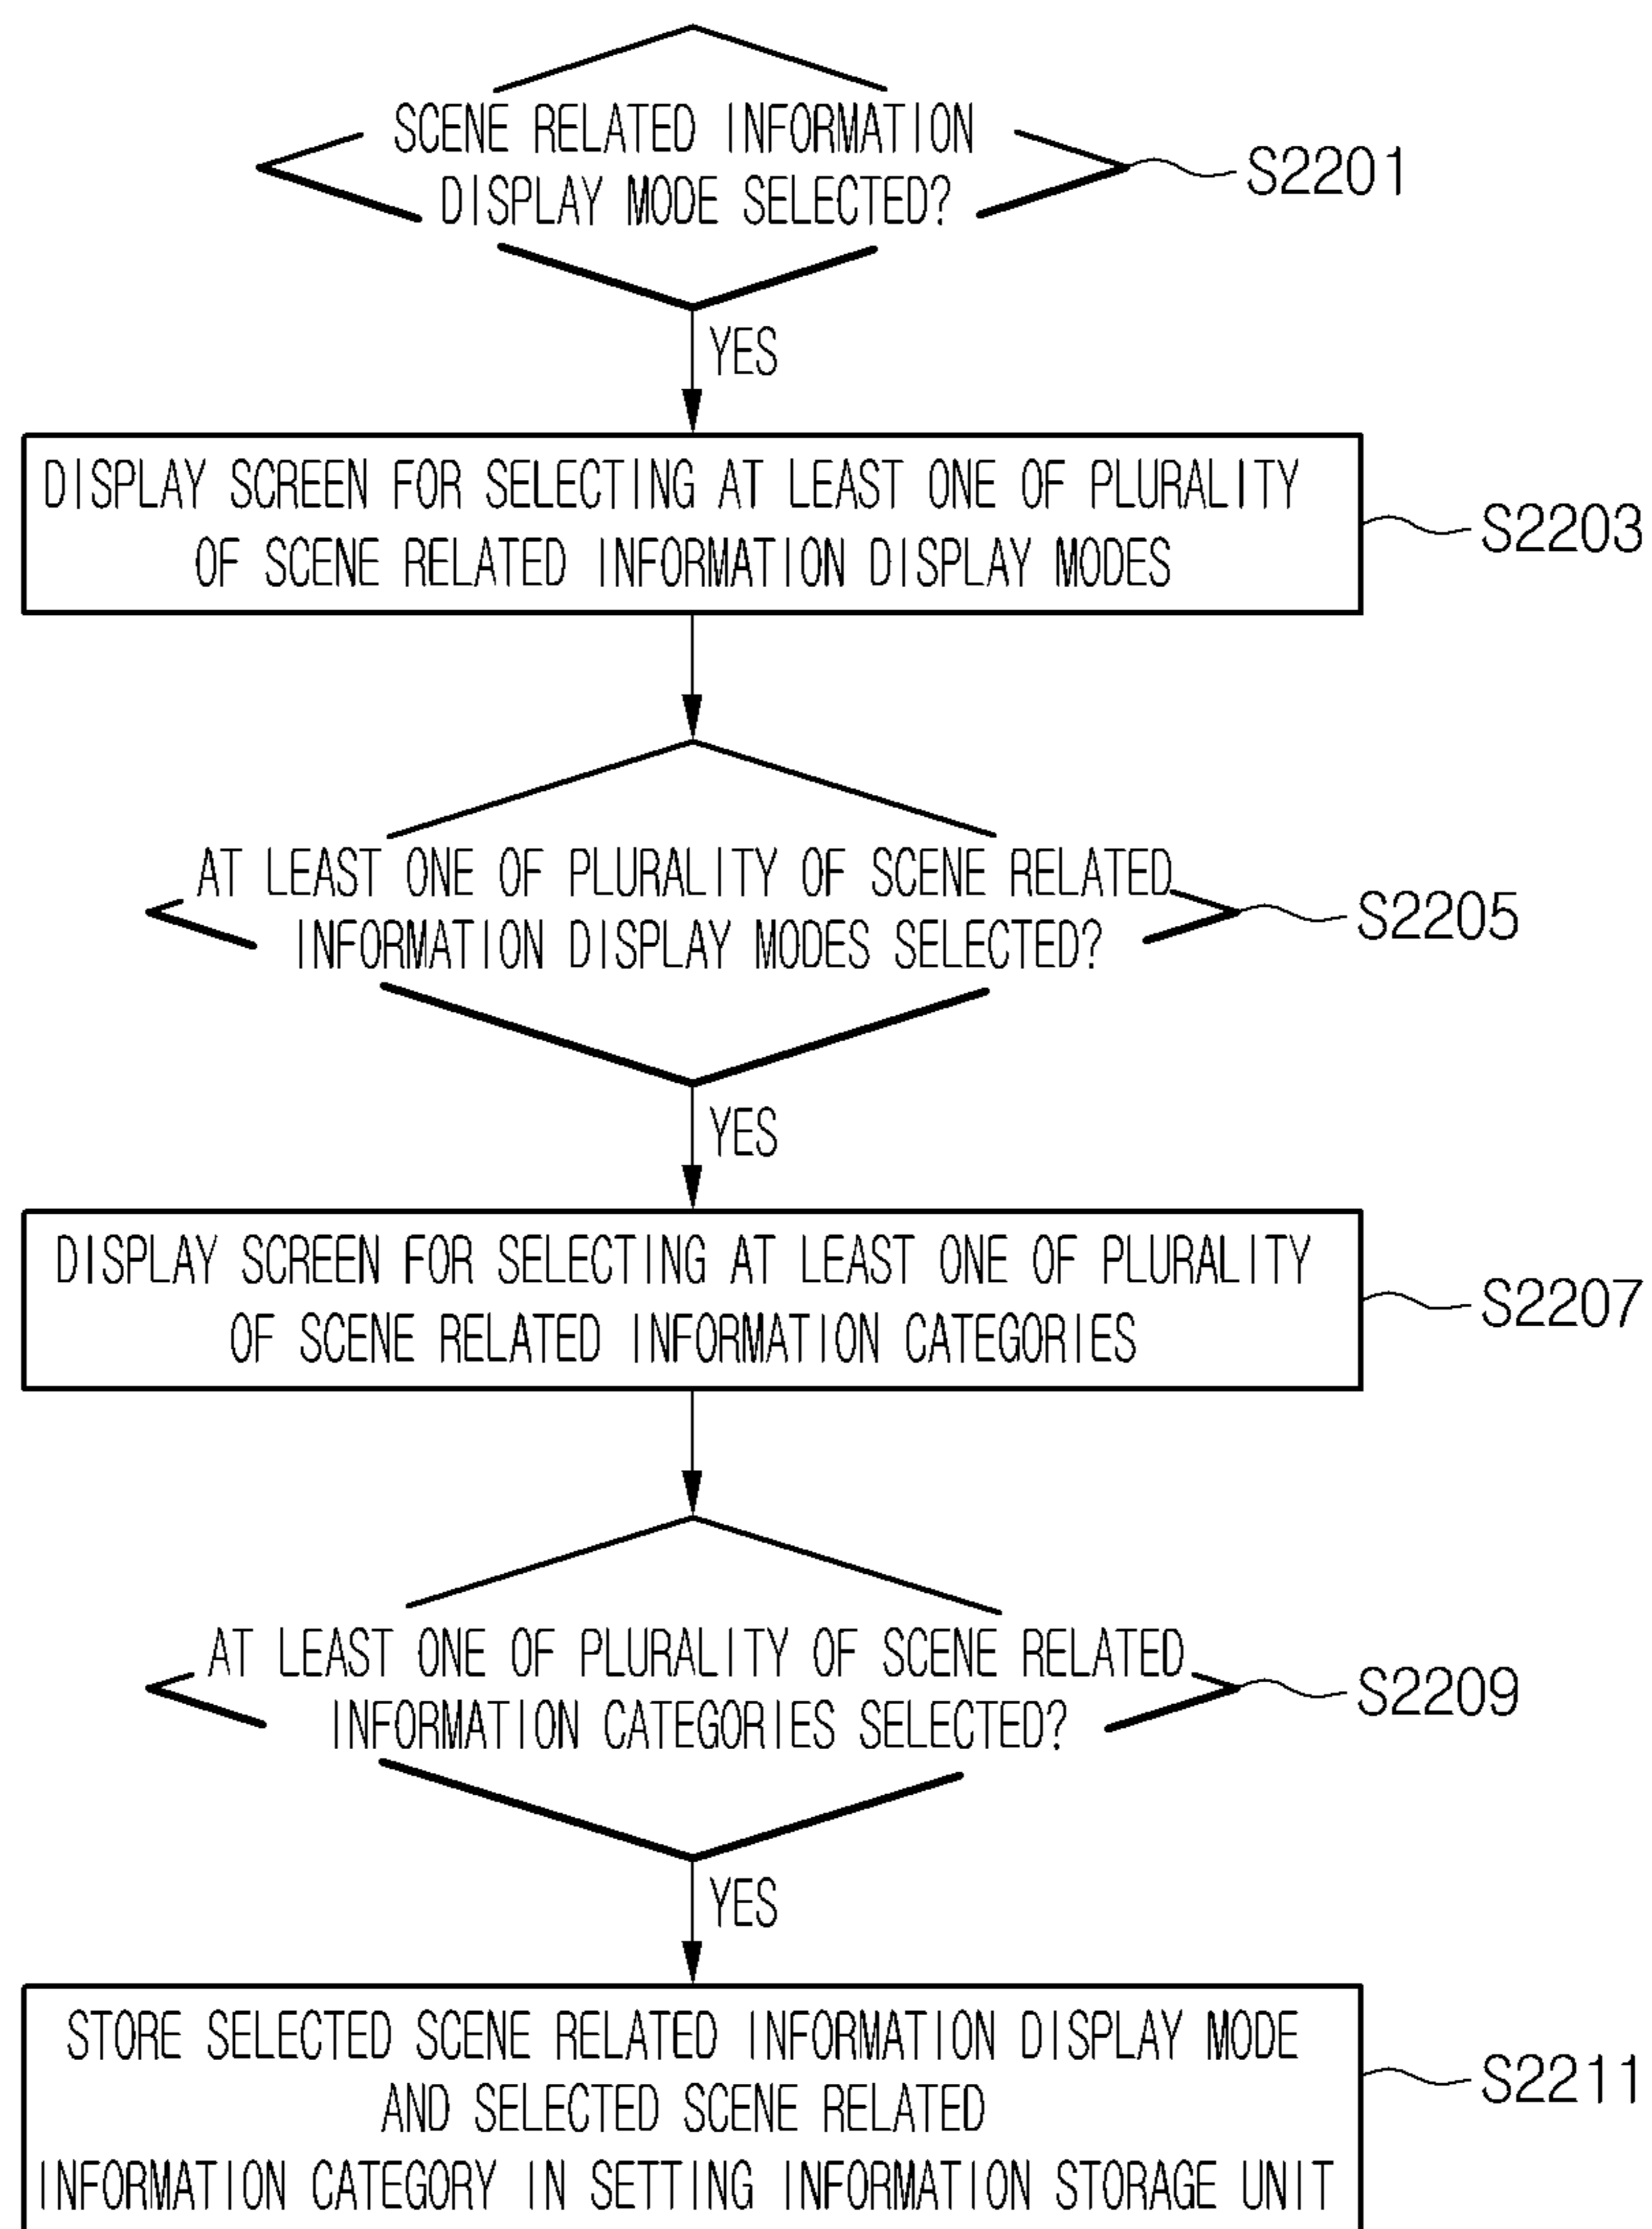 SCENE RELATED INFORMATION
DISPLAY MODE SELECTED?
S2201
YES
DISPLAY SCREEN FOR SELECTING AT LEAST ONE OF PLURALITY
OF SCENE RELATED INFORMATION DISPLAY MODES
S2203
AT LEAST ONE OF PLURALITY OF SCENE RELATED
INFORMATION DISPLAY MODES SELECTED?
S2205
YES
DISPLAY SCREEN FOR SELECTING AT LEAST ONE OF PLURALITY
OF SCENE RELATED INFORMATION CATEGORIES
S2207
AT LEAST ONE OF PLURALITY OF SCENE RELATED
INFORMATION CATEGORIES SELECTED?
S2209
YES
STORE SELECTED SCENE RELATED INFORMATION DISPLAY MODE
AND SELECTED SCENE RELATED
INFORMATION CATEGORY IN SETTING INFORMATION STORAGE UNIT
S2211